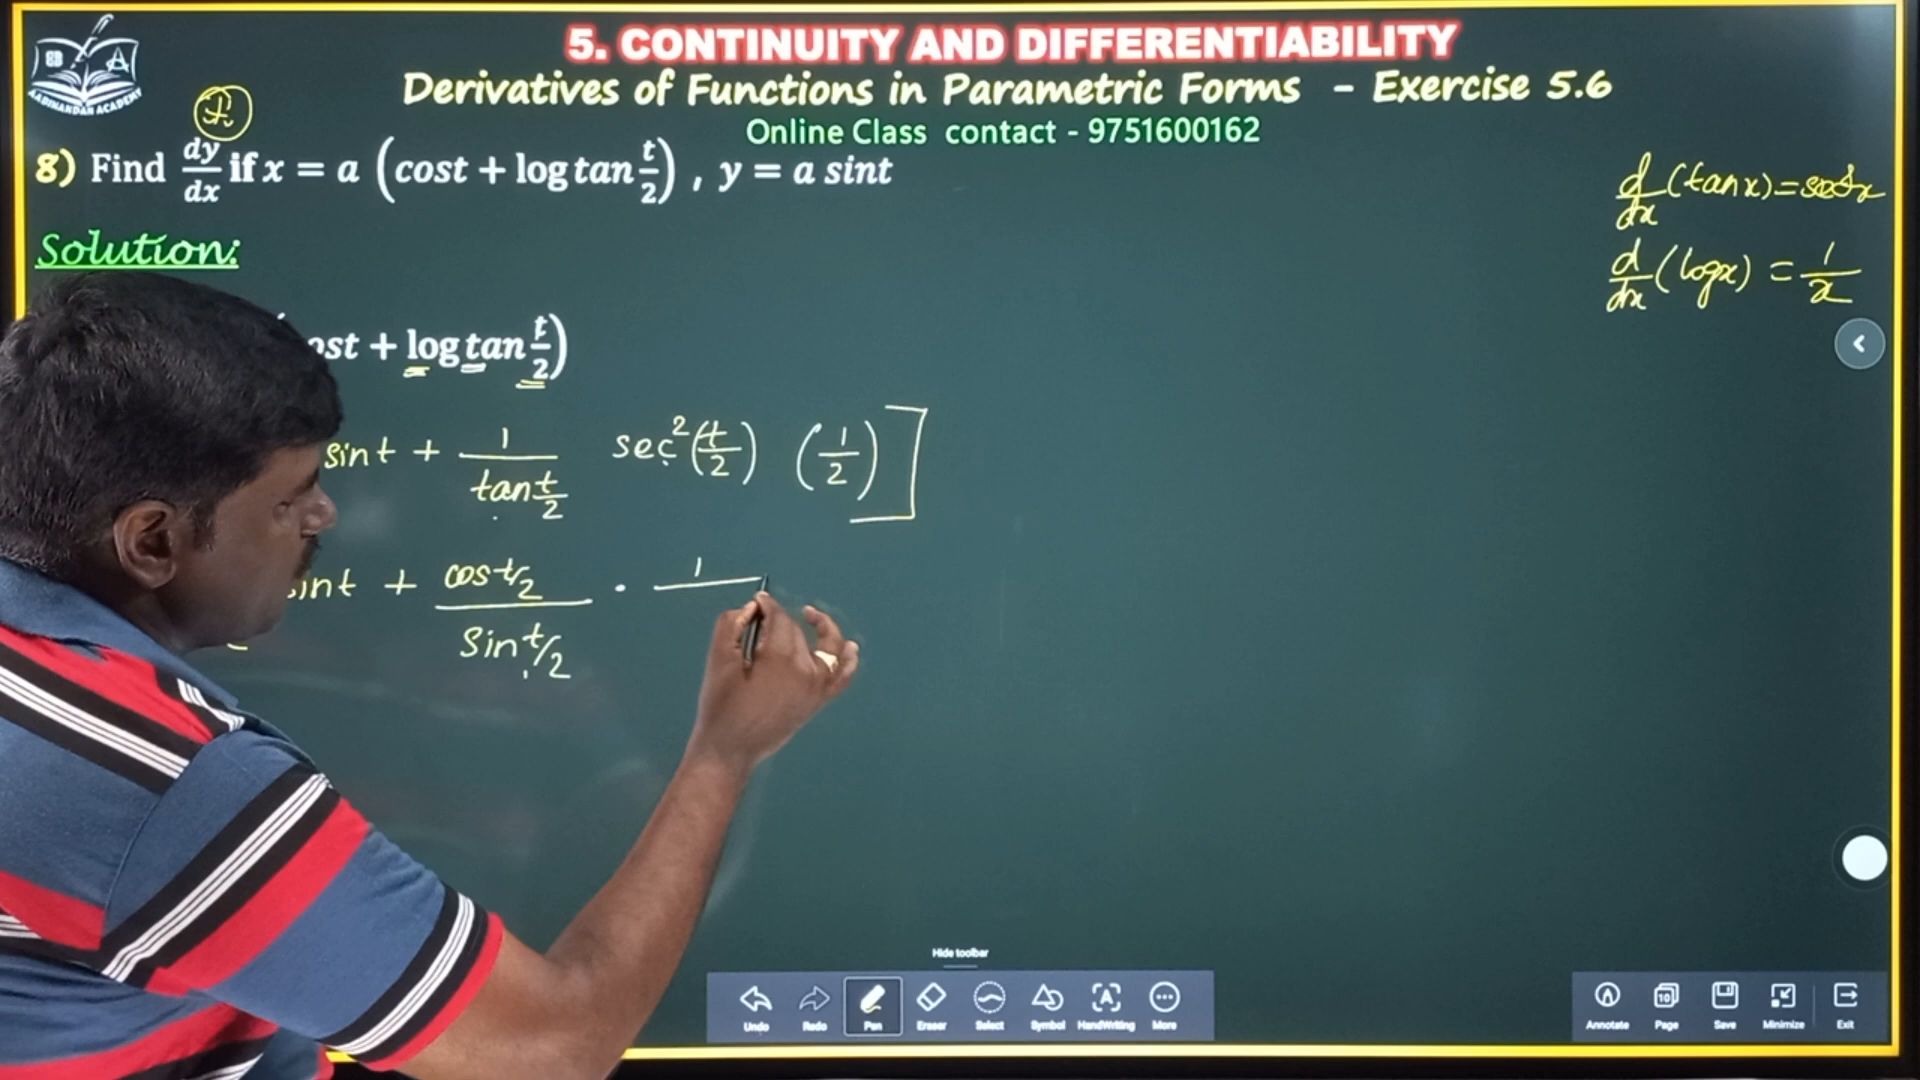 5. CONTINUITY AND DIFFERENTIABILITY
Derivatives of Functions in Parametric Forms - Exercise 5.6
Online Class contact - 9751600162
AADINANDAN ACADEMY
8) Find dy/dx if x = a (cost + log tan t/2) , y = a sint
d/dx (tan x) = sec²x
d/dx (log x) = 1/x
Solution:
ost + log tan t/2)
sint + 1/tan t/2 sec²(t/2) (1/2)]
int + cos t/2 / sin t/2 · 1
Hide toolbar
Undo Redo Pen Eraser Select Symbol HandWriting More
Annotate Page Save Minimize Exit